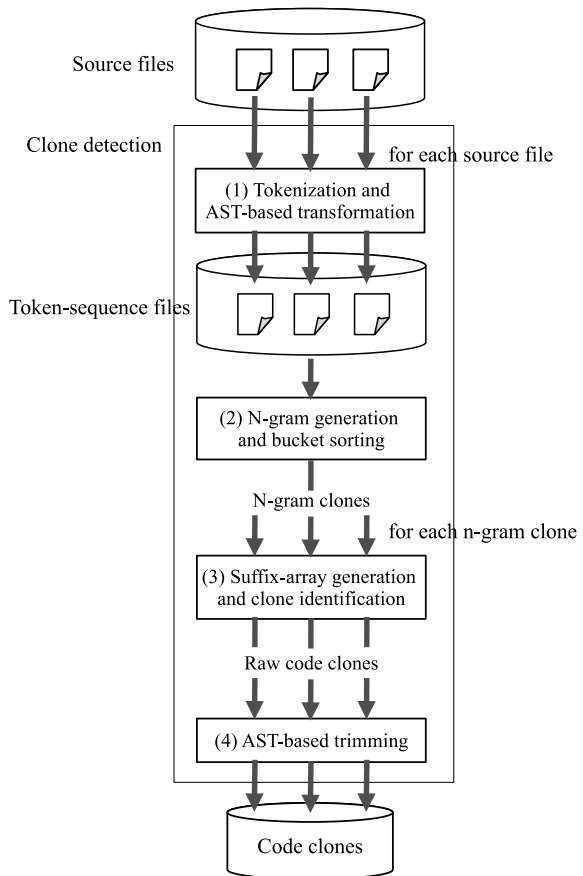 Source files
Clone detection
for each source file
(1) Tokenization and
AST-based transformation
Token-sequence files
(2) N-gram generation
and bucket sorting
N-gram clones
for each n-gram clone
(3) Suffix-array generation
and clone identification
Raw code clones
(4) AST-based trimming
Code clones